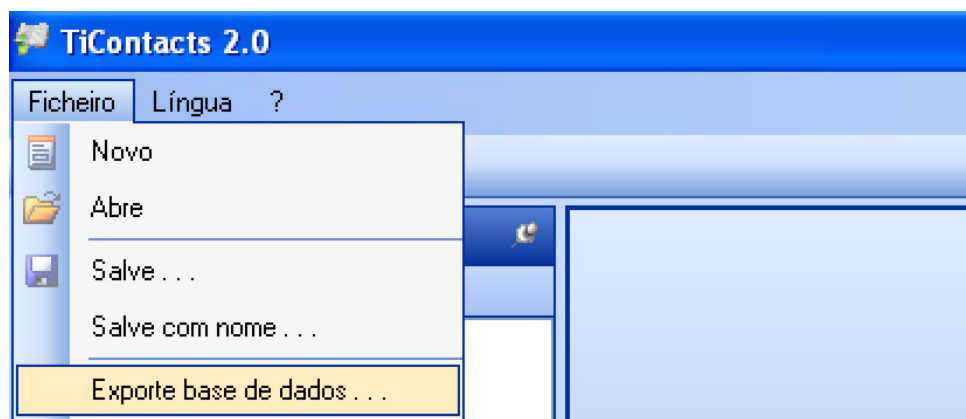 TiContacts 2.0
Ficheiro Língua ?
Novo
Abre
Salve . . .
Salve com nome . . .
Exporte base de dados . . .